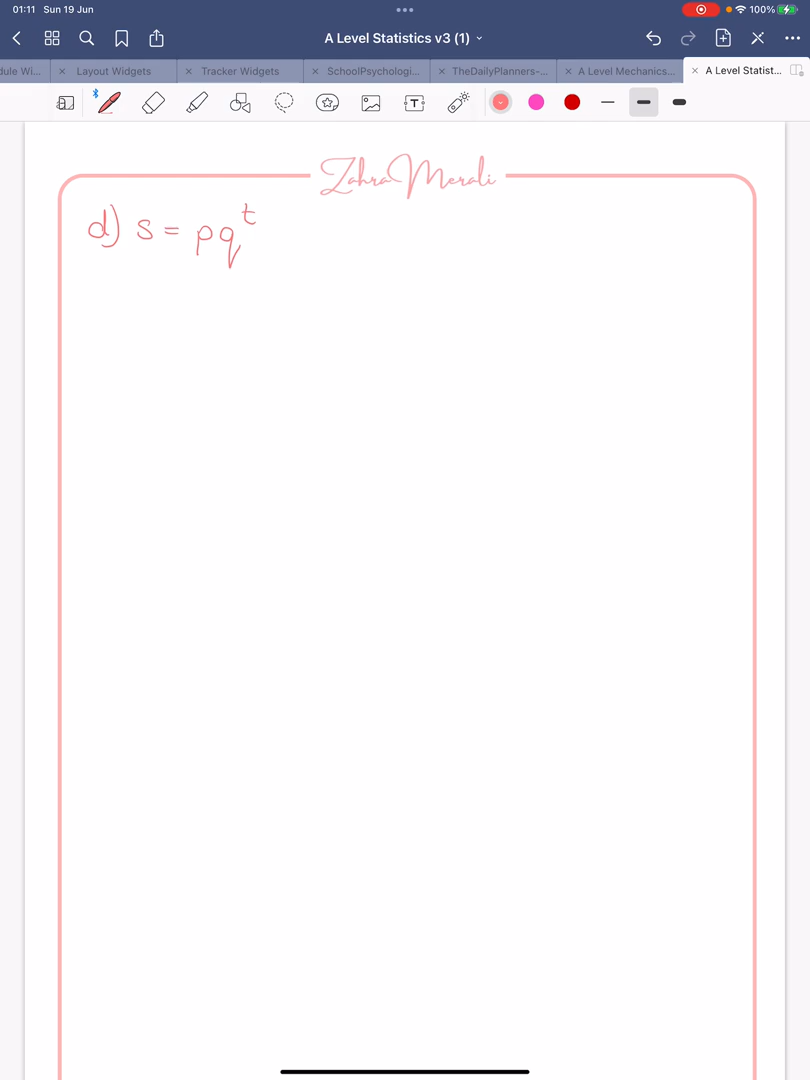 01:11 Sun 19 Jun 100%
A Level Statistics v3 (1)
dule Wi... Layout Widgets Tracker Widgets SchoolPsychologi... TheDailyPlanners-... A Level Mechanics... A Level Statist...
T
Zahra Merali
d) s = pq^t